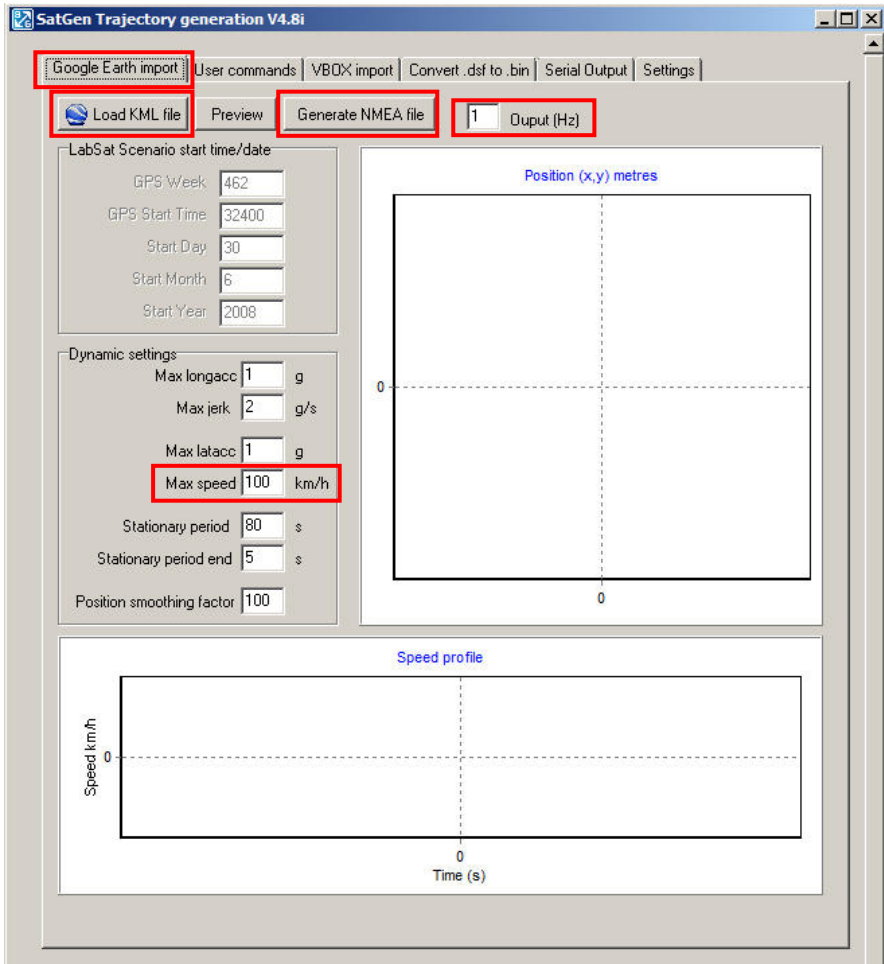 SatGen Trajectory generation V4.8i
Google Earth import User commands VBOX import Convert .dsf to .bin Serial Output Settings
Load KML file Preview Generate NMEA file 1 Ouput (Hz)
LabSat Scenario start time/date
GPS Week 462
GPS Start Time 32400
Start Day 30
Start Month 6
Start Year 2008
Dynamic settings
Max longacc 1 g
Max jerk 2 g/s
Max latacc 1 g
Max speed 100 km/h
Stationary period 80 s
Stationary period end 5 s
Position smoothing factor 100
Position (x,y) metres
0
0
Speed profile
Speed km/h
0
0
Time (s)